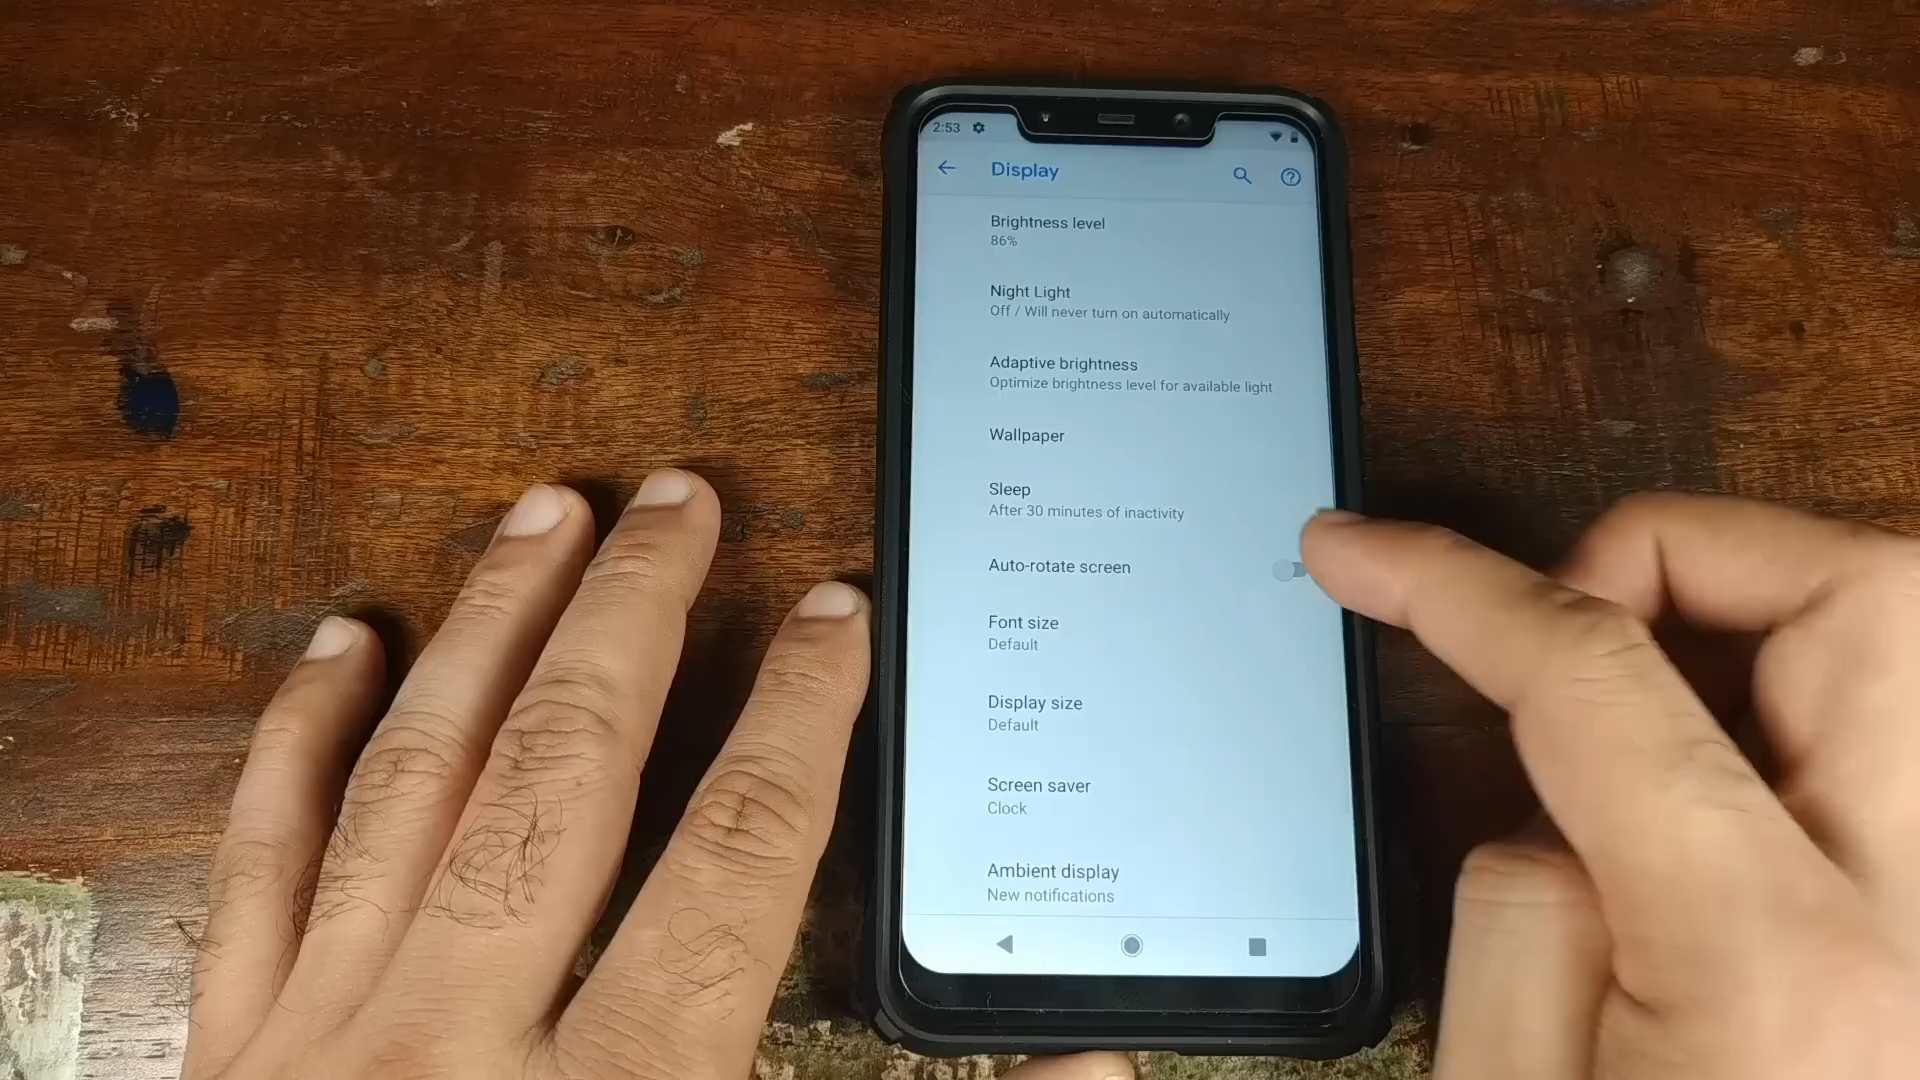 2:53
Display
Brightness level
86%
Night Light
Off / Will never turn on automatically
Adaptive brightness
Optimize brightness level for available light
Wallpaper
Sleep
After 30 minutes of inactivity
Auto-rotate screen
Font size
Default
Display size
Default
Screen saver
Clock
Ambient display
New notifications